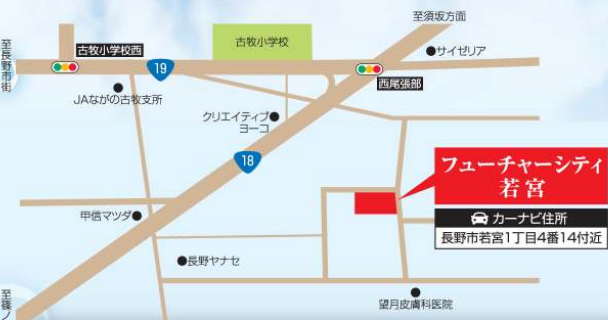 至須坂方面
古牧小学校
サイゼリア
至長野市街
古牧小学校西
19
西尾張部
JAながの古牧支所
クリエイティブ
ヨーコ
18
フューチャーシティ
若宮
カーナビ住所
長野市若宮1丁目4番14付近
甲信マツダ
長野ヤナセ
至篠ノ
望月皮膚科医院